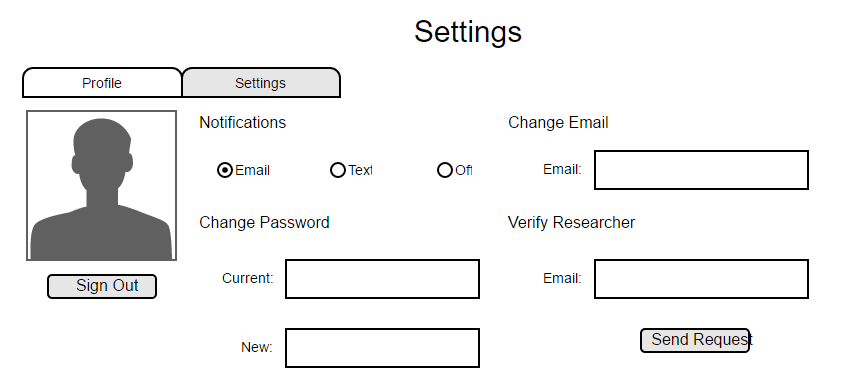 Settings
Profile
Settings
Notifications
Email
Text
Of
Change Email
Email:
Change Password
Current:
New:
Verify Researcher
Email:
Send Request
Sign Out